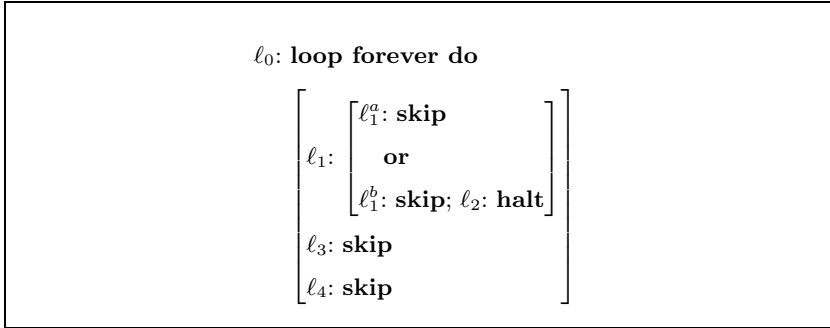 ℓ₀: loop forever do
ℓ₁ᵃ: skip
ℓ₁: or
ℓ₁ᵇ: skip; ℓ₂: halt
ℓ₃: skip
ℓ₄: skip